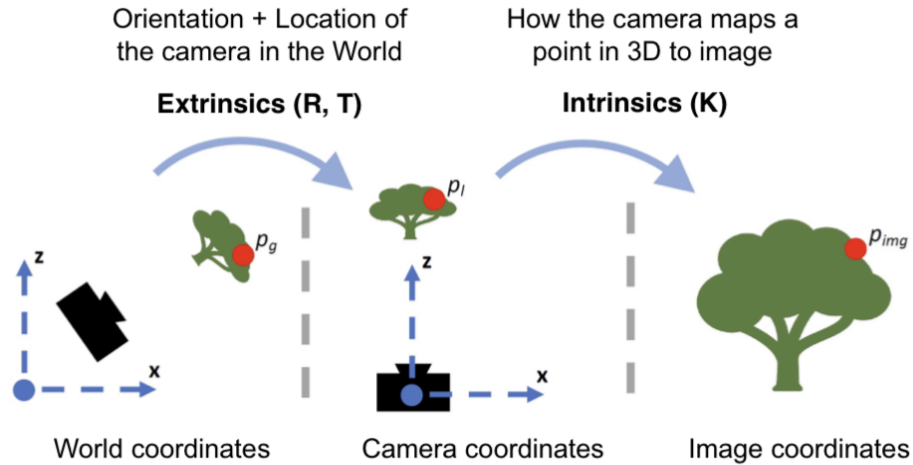 Orientation + Location of
the camera in the World
Extrinsics (R, T)
How the camera maps a
point in 3D to image
Intrinsics (K)
z
x
p_g
p_l
z
x
p_img
World coordinates
Camera coordinates
Image coordinates